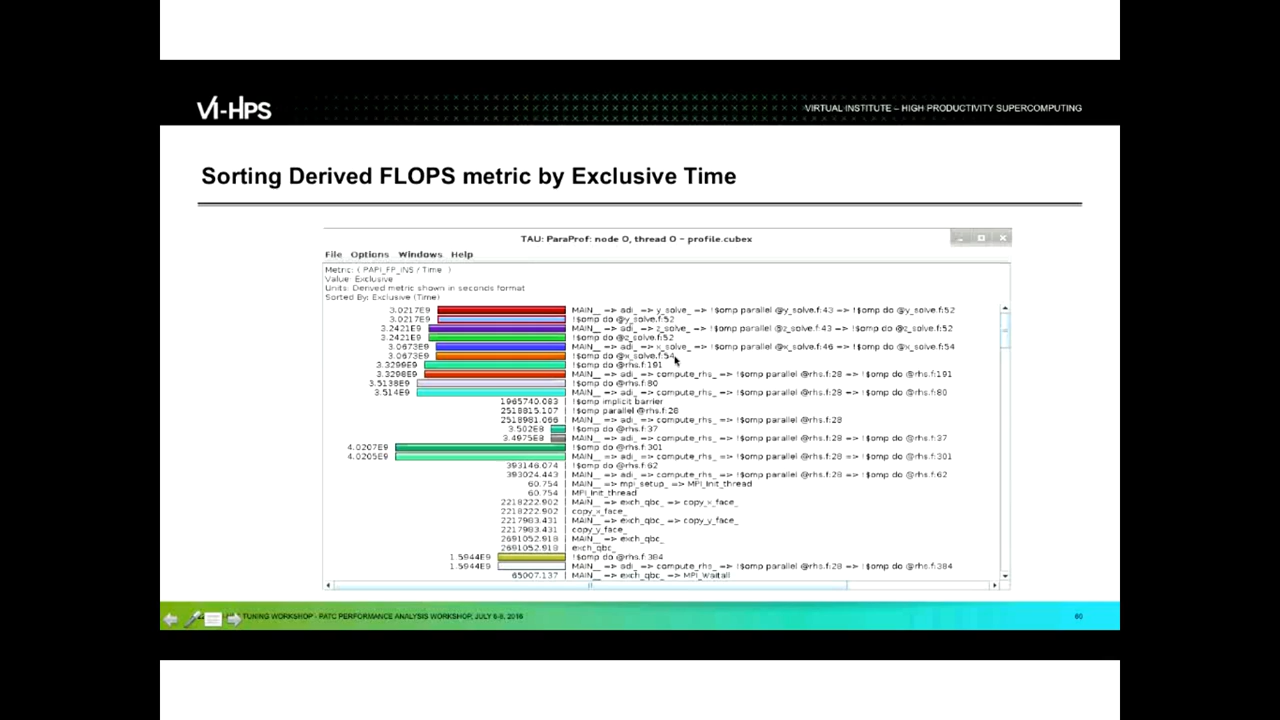 VI-HPS
VIRTUAL INSTITUTE – HIGH PRODUCTIVITY SUPERCOMPUTING
Sorting Derived FLOPS metric by Exclusive Time
TAU: ParaProf: node 0, thread 0 - profile.cubex
File Options Windows Help
Metric: ( PAPI_FP_INS / Time )
Value: Exclusive
Units: Derived metric shown in seconds format
Sorted By: Exclusive (Time)
3.0217E9 MAIN__ => adi_ => y_solve_ => !$omp parallel @y_solve.f:43 => !$omp do @y_solve.f:52
3.0217E9 !$omp do @y_solve.f:52
3.2421E9 MAIN__ => adi_ => z_solve_ => !$omp parallel @z_solve.f:43 => !$omp do @z_solve.f:52
3.2421E9 !$omp do @z_solve.f:52
3.0673E9 MAIN__ => adi_ => x_solve_ => !$omp parallel @x_solve.f:46 => !$omp do @x_solve.f:54
3.0673E9 !$omp do @x_solve.f:54
3.3299E9 !$omp do @rhs.f:191
3.3298E9 MAIN__ => adi_ => compute_rhs_ => !$omp parallel @rhs.f:28 => !$omp do @rhs.f:191
3.5138E9 !$omp do @rhs.f:80
3.514E9 MAIN__ => adi_ => compute_rhs_ => !$omp parallel @rhs.f:28 => !$omp do @rhs.f:80
1965740.083 !$omp implicit barrier
2518815.107 !$omp parallel @rhs.f:28
2518981.066 MAIN__ => adi_ => compute_rhs_ => !$omp parallel @rhs.f:28
3.502E8 !$omp do @rhs.f:37
3.4975E8 MAIN__ => adi_ => compute_rhs_ => !$omp parallel @rhs.f:28 => !$omp do @rhs.f:37
4.0207E9 !$omp do @rhs.f:301
4.0205E9 MAIN__ => adi_ => compute_rhs_ => !$omp parallel @rhs.f:28 => !$omp do @rhs.f:301
393146.074 !$omp do @rhs.f:62
393024.443 MAIN__ => adi_ => compute_rhs_ => !$omp parallel @rhs.f:28 => !$omp do @rhs.f:62
60.754 MAIN__ => mpi_setup_ => MPI_Init_thread
60.754 MPI_Init_thread
2218222.902 MAIN__ => exch_qbc_ => copy_x_face_
2218222.902 copy_x_face_
2217983.431 MAIN__ => exch_qbc_ => copy_y_face_
2217983.431 copy_y_face_
2691052.918 MAIN__ => exch_qbc_
2691052.918 exch_qbc_
1.5944E9 !$omp do @rhs.f:384
1.5944E9 MAIN__ => adi_ => compute_rhs_ => !$omp parallel @rhs.f:28 => !$omp do @rhs.f:384
65007.137 MAIN__ => exch_qbc_ => MPI_Waitall
TUNING WORKSHOP - PATC PERFORMANCE ANALYSIS WORKSHOP, JULY 6-8, 2016
60